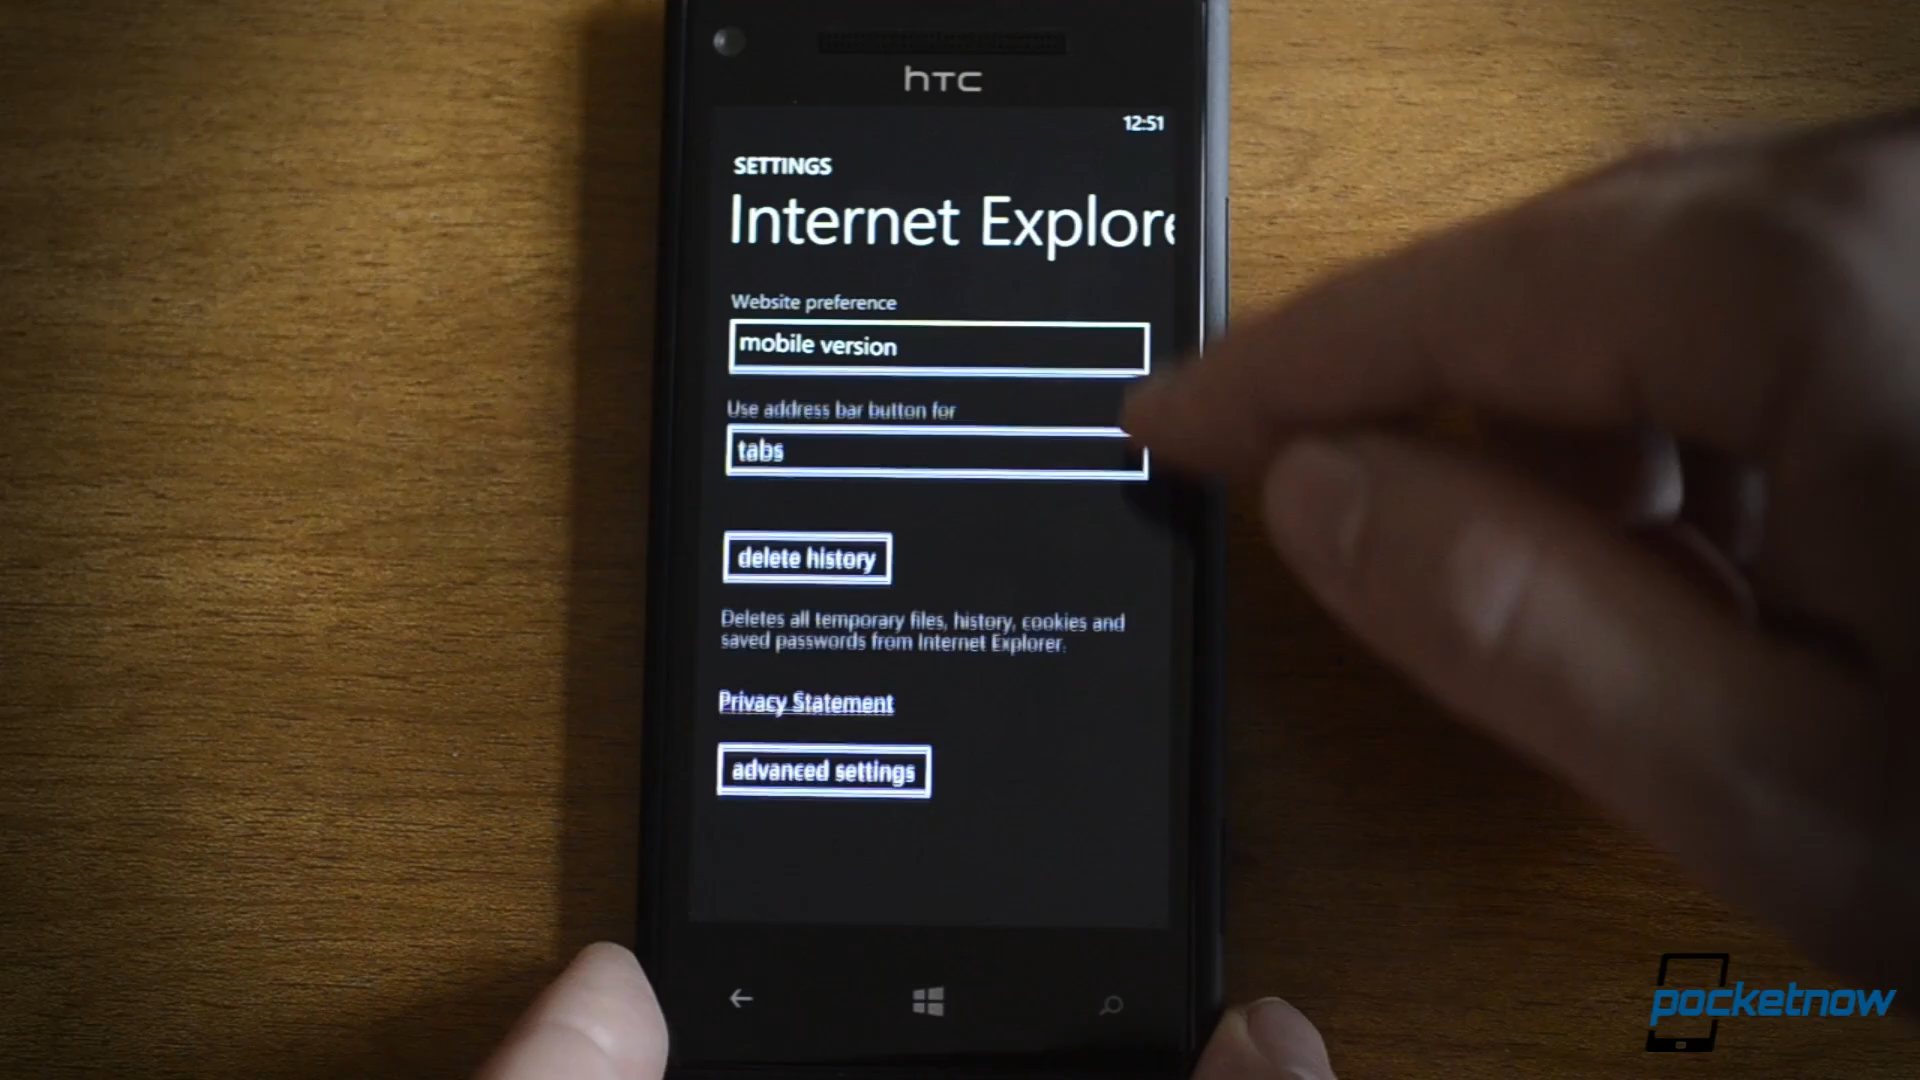 hTC
12:51
SETTINGS
Internet Explore
Website preference
mobile version
Use address bar button for
tabs
delete history
Deletes all temporary files, history, cookies and
saved passwords from Internet Explorer.
Privacy Statement
advanced settings
pocketnow